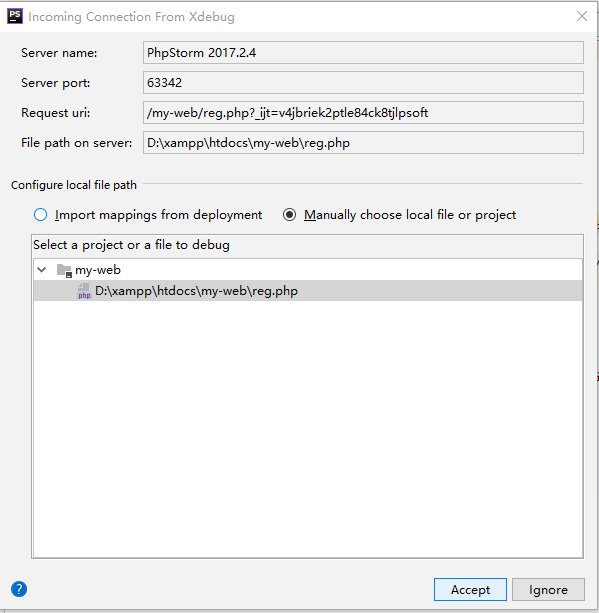 PS
Incoming Connection From Xdebug
Server name: PhpStorm 2017.2.4
Server port: 63342
Request uri: /my-web/reg.php?_ijt=v4jbriek2ptle84ck8tjlpsoft
File path on server: D:\xampp\htdocs\my-web\reg.php
Configure local file path
Import mappings from deployment Manually choose local file or project
Select a project or a file to debug
my-web
php D:\xampp\htdocs\my-web\reg.php
? Accept Ignore